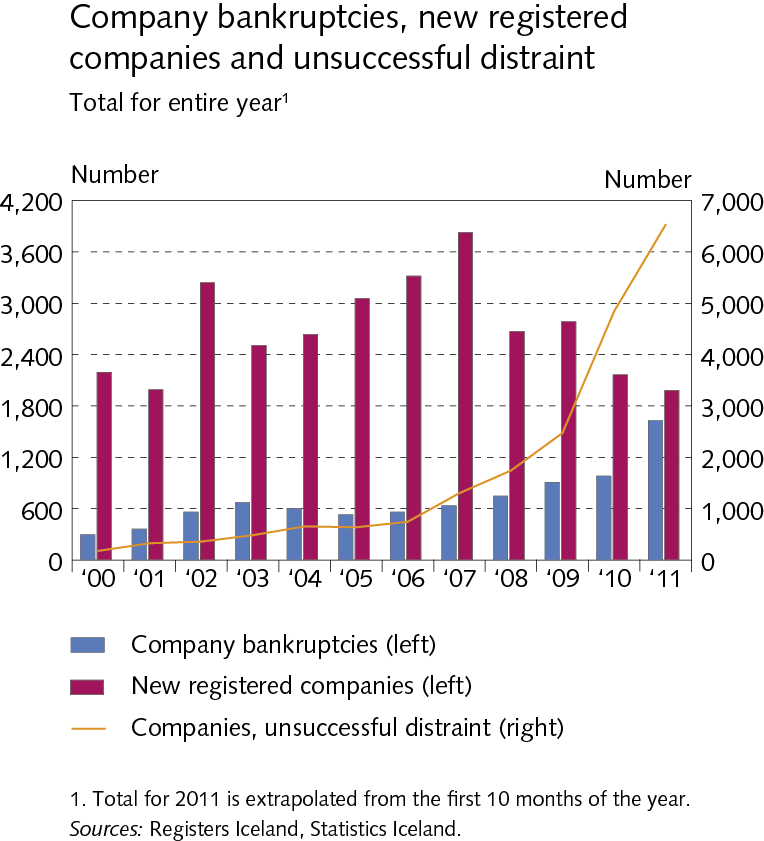 Company bankruptcies, new registered
companies and unsuccessful distraint
Total for entire year¹
Number
Number
4,200
7,000
3,600
6,000
3,000
5,000
2,400
4,000
1,800
3,000
1,200
2,000
600
1,000
0
0
‘00 ‘01 ‘02 ‘03 ‘04 ‘05 ‘06 ‘07 ‘08 ‘09 ‘10 ‘11
Company bankruptcies (left)
New registered companies (left)
Companies, unsuccessful distraint (right)
1. Total for 2011 is extrapolated from the first 10 months of the year.
Sources: Registers Iceland, Statistics Iceland.